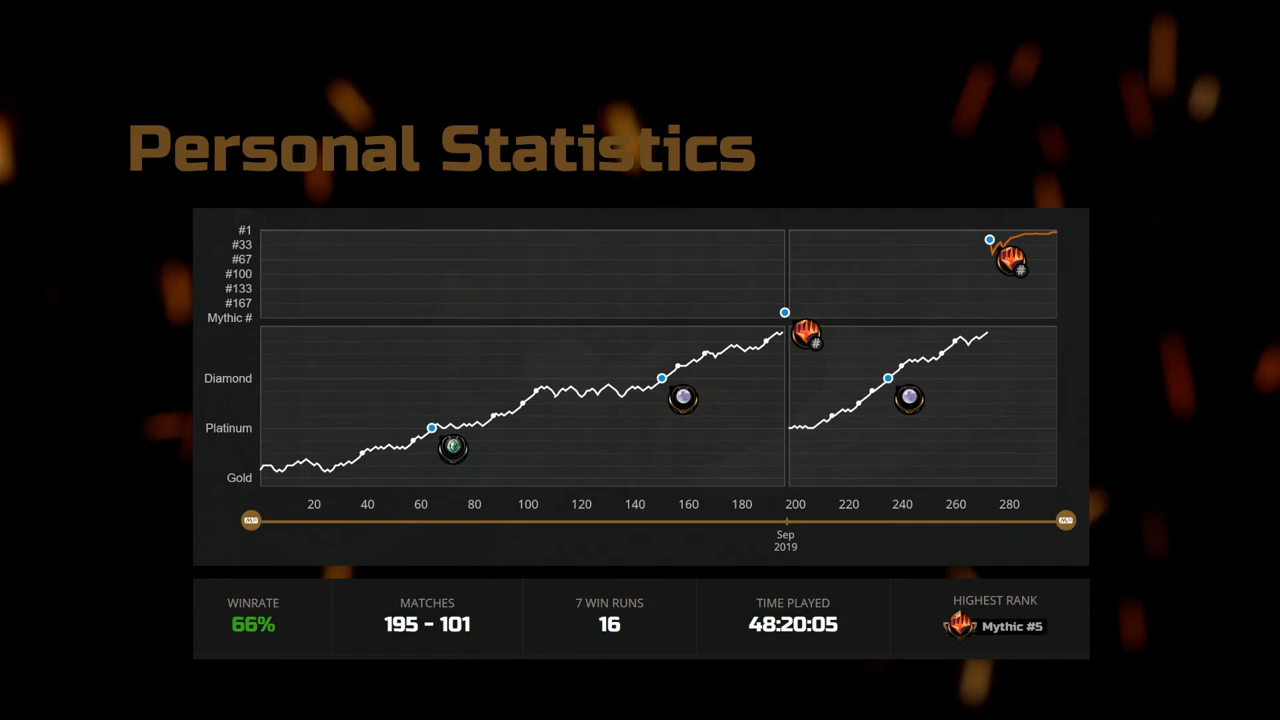 Personal Statistics
#1
#33
#67
#100
#133
#167
Mythic #
Diamond
Platinum
Gold
20 40 60 80 100 120 140 160 180 200 220 240 260 280
Sep
2019
WINRATE MATCHES 7 WIN RUNS TIME PLAYED HIGHEST RANK
66% 195 - 101 16 48:20:05 Mythic #5